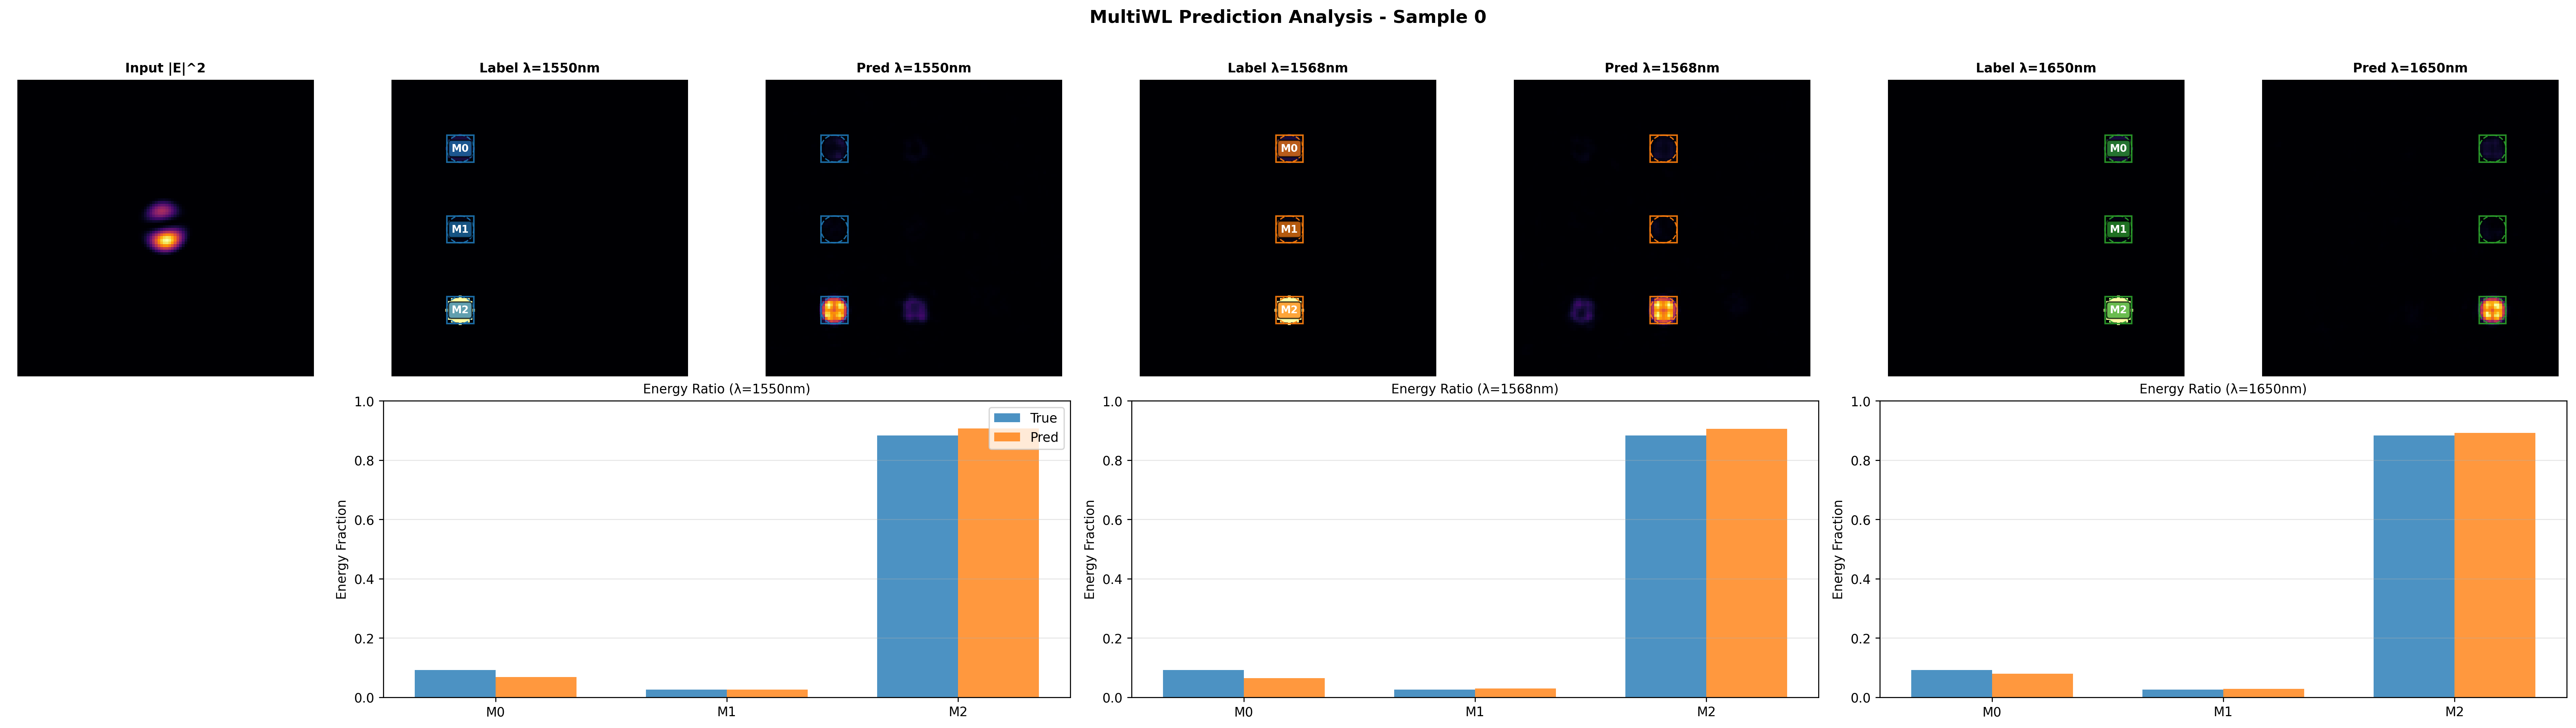 MultiWL Prediction Analysis - Sample 0
Input |E|^2
Label λ=1550nm
Pred λ=1550nm
Label λ=1568nm
Pred λ=1568nm
Label λ=1650nm
Pred λ=1650nm
M0
M1
M2
M0
M1
M2
M0
M1
M2
Energy Ratio (λ=1550nm)
Energy Fraction
1.0
0.8
0.6
0.4
0.2
0.0
True
Pred
M0 M1 M2
Energy Ratio (λ=1568nm)
Energy Fraction
1.0
0.8
0.6
0.4
0.2
0.0
M0 M1 M2
Energy Ratio (λ=1650nm)
Energy Fraction
1.0
0.8
0.6
0.4
0.2
0.0
M0 M1 M2